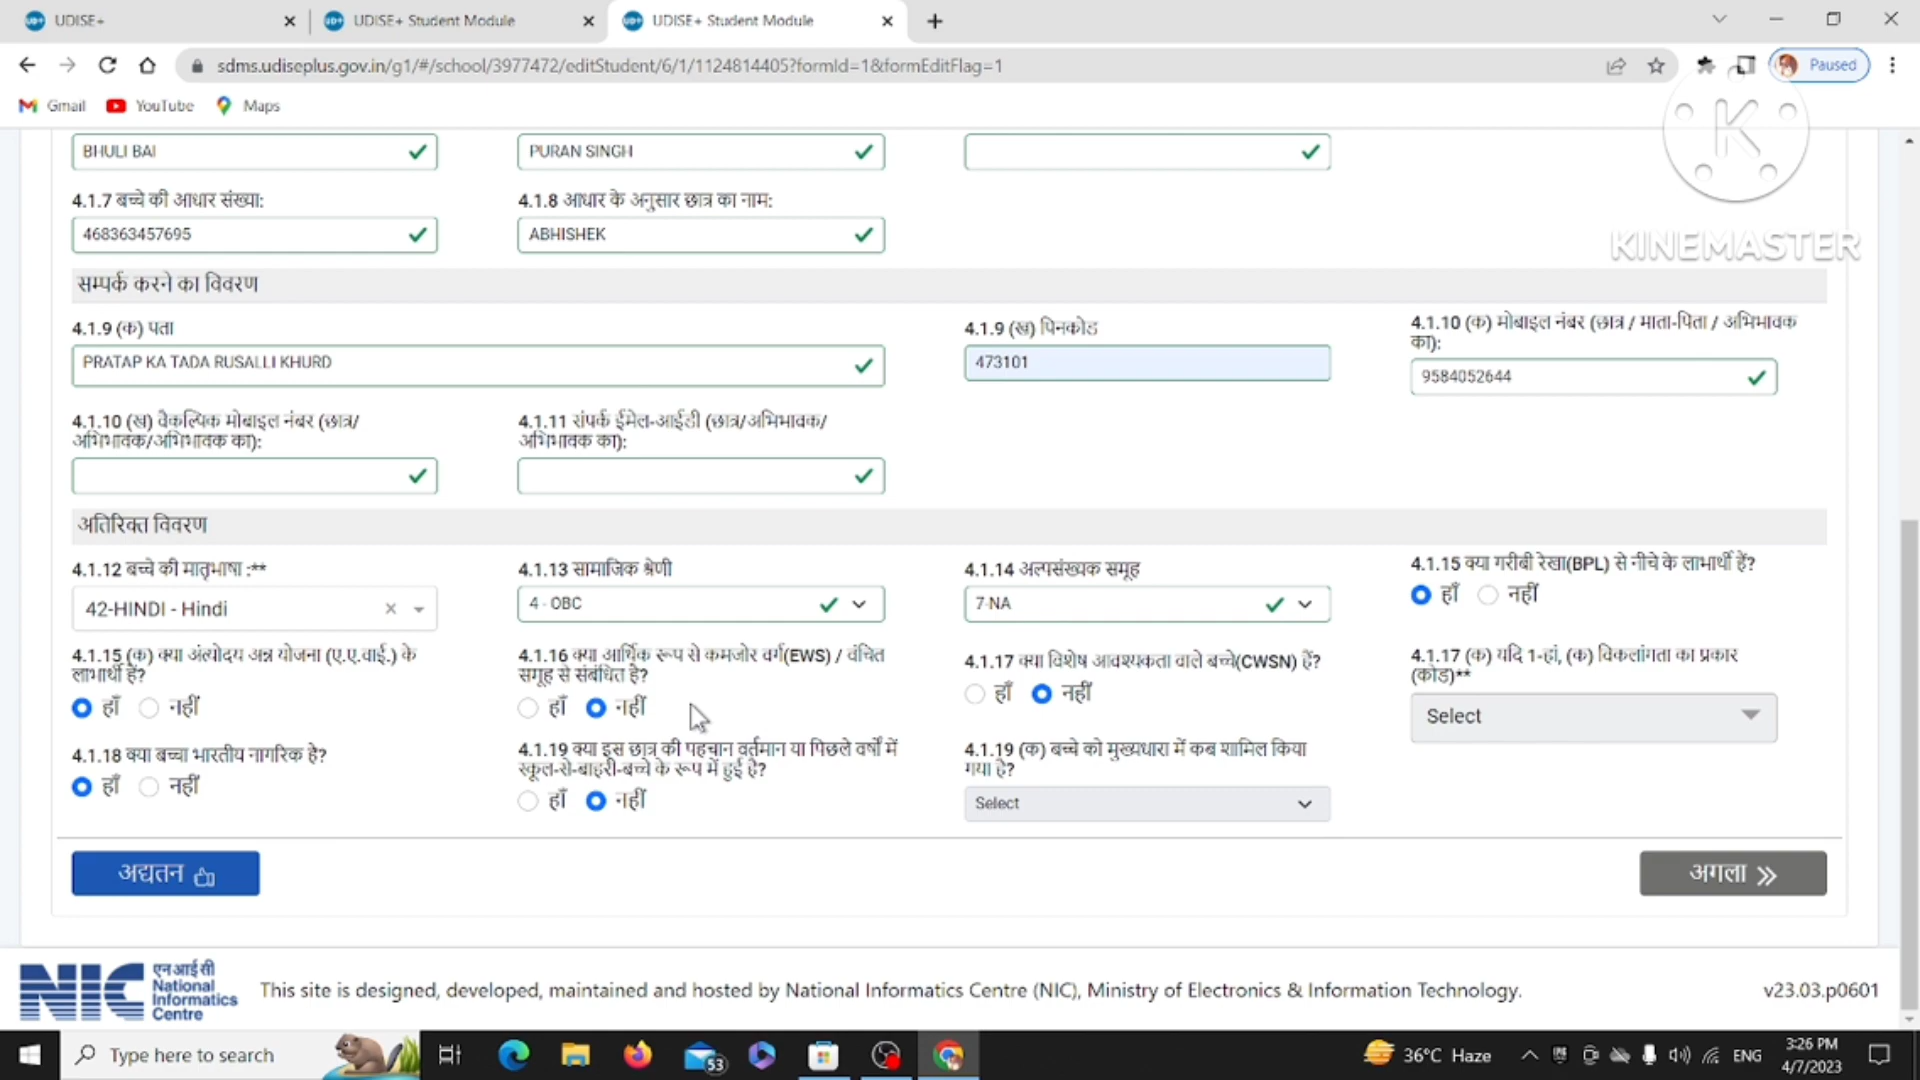 UDISE+
UDISE+ Student Module
UDISE+ Student Module
sdms.udiseplus.gov.in/g1/#/school/3977472/editStudent/6/1/1124814405?formId=1&formEditFlag=1
Paused
Gmail YouTube Maps
K
KINEMASTER
BHULI BAI
PURAN SINGH
4.1.7 बच्चे की आधार संख्या:
4.1.8 आधार के अनुसार छात्र का नाम:
468363457695
ABHISHEK
सम्पर्क करने का विवरण
4.1.9 (क) पता
4.1.9 (ख) पिनकोड
4.1.10 (क) मोबाइल नंबर (छात्र / माता-पिता / अभिभावक
का):
PRATAP KA TADA RUSALLI KHURD
473101
9584052644
4.1.10 (ख) वैकल्पिक मोबाइल नंबर (छात्र/
अभिभावक/अभिभावक का):
4.1.11 संपर्क ईमेल-आईडी (छात्र/अभिभावक/
अभिभावक का):
अतिरिक्त विवरण
4.1.12 बच्चे की मातृभाषा :**
4.1.13 सामाजिक श्रेणी
4.1.14 अल्पसंख्यक समूह
4.1.15 क्या गरीबी रेखा(BPL) से नीचे के लाभार्थी हैं?
42-HINDI - Hindi
4 - OBC
7-NA
हाँ नहीं
4.1.15 (क) क्या अंत्योदय अन्न योजना (ए.ए.वाई.) के
लाभार्थी हैं?
4.1.16 क्या आर्थिक रूप से कमजोर वर्ग(EWS) / वंचित
समूह से संबंधित है?
4.1.17 क्या विशेष आवश्यकता वाले बच्चे(CWSN) हैं?
4.1.17 (क) यदि 1-हां, (क) विकलांगता का प्रकार
(कोड)**
हाँ नहीं
हाँ नहीं
हाँ नहीं
Select
4.1.18 क्या बच्चा भारतीय नागरिक है?
4.1.19 क्या इस छात्र की पहचान वर्तमान या पिछले वर्षों में
स्कूल-से-बाहरी-बच्चे के रूप में हुई है?
4.1.19 (क) बच्चे को मुख्यधारा में कब शामिल किया
गया है?
हाँ नहीं
हाँ नहीं
Select
अद्यतन
अगला
NIC
एन आई सी
National
Informatics
Centre
This site is designed, developed, maintained and hosted by National Informatics Centre (NIC), Ministry of Electronics & Information Technology.
v23.03.p0601
Type here to search
53
36°C Haze
ENG
3:26 PM
4/7/2023